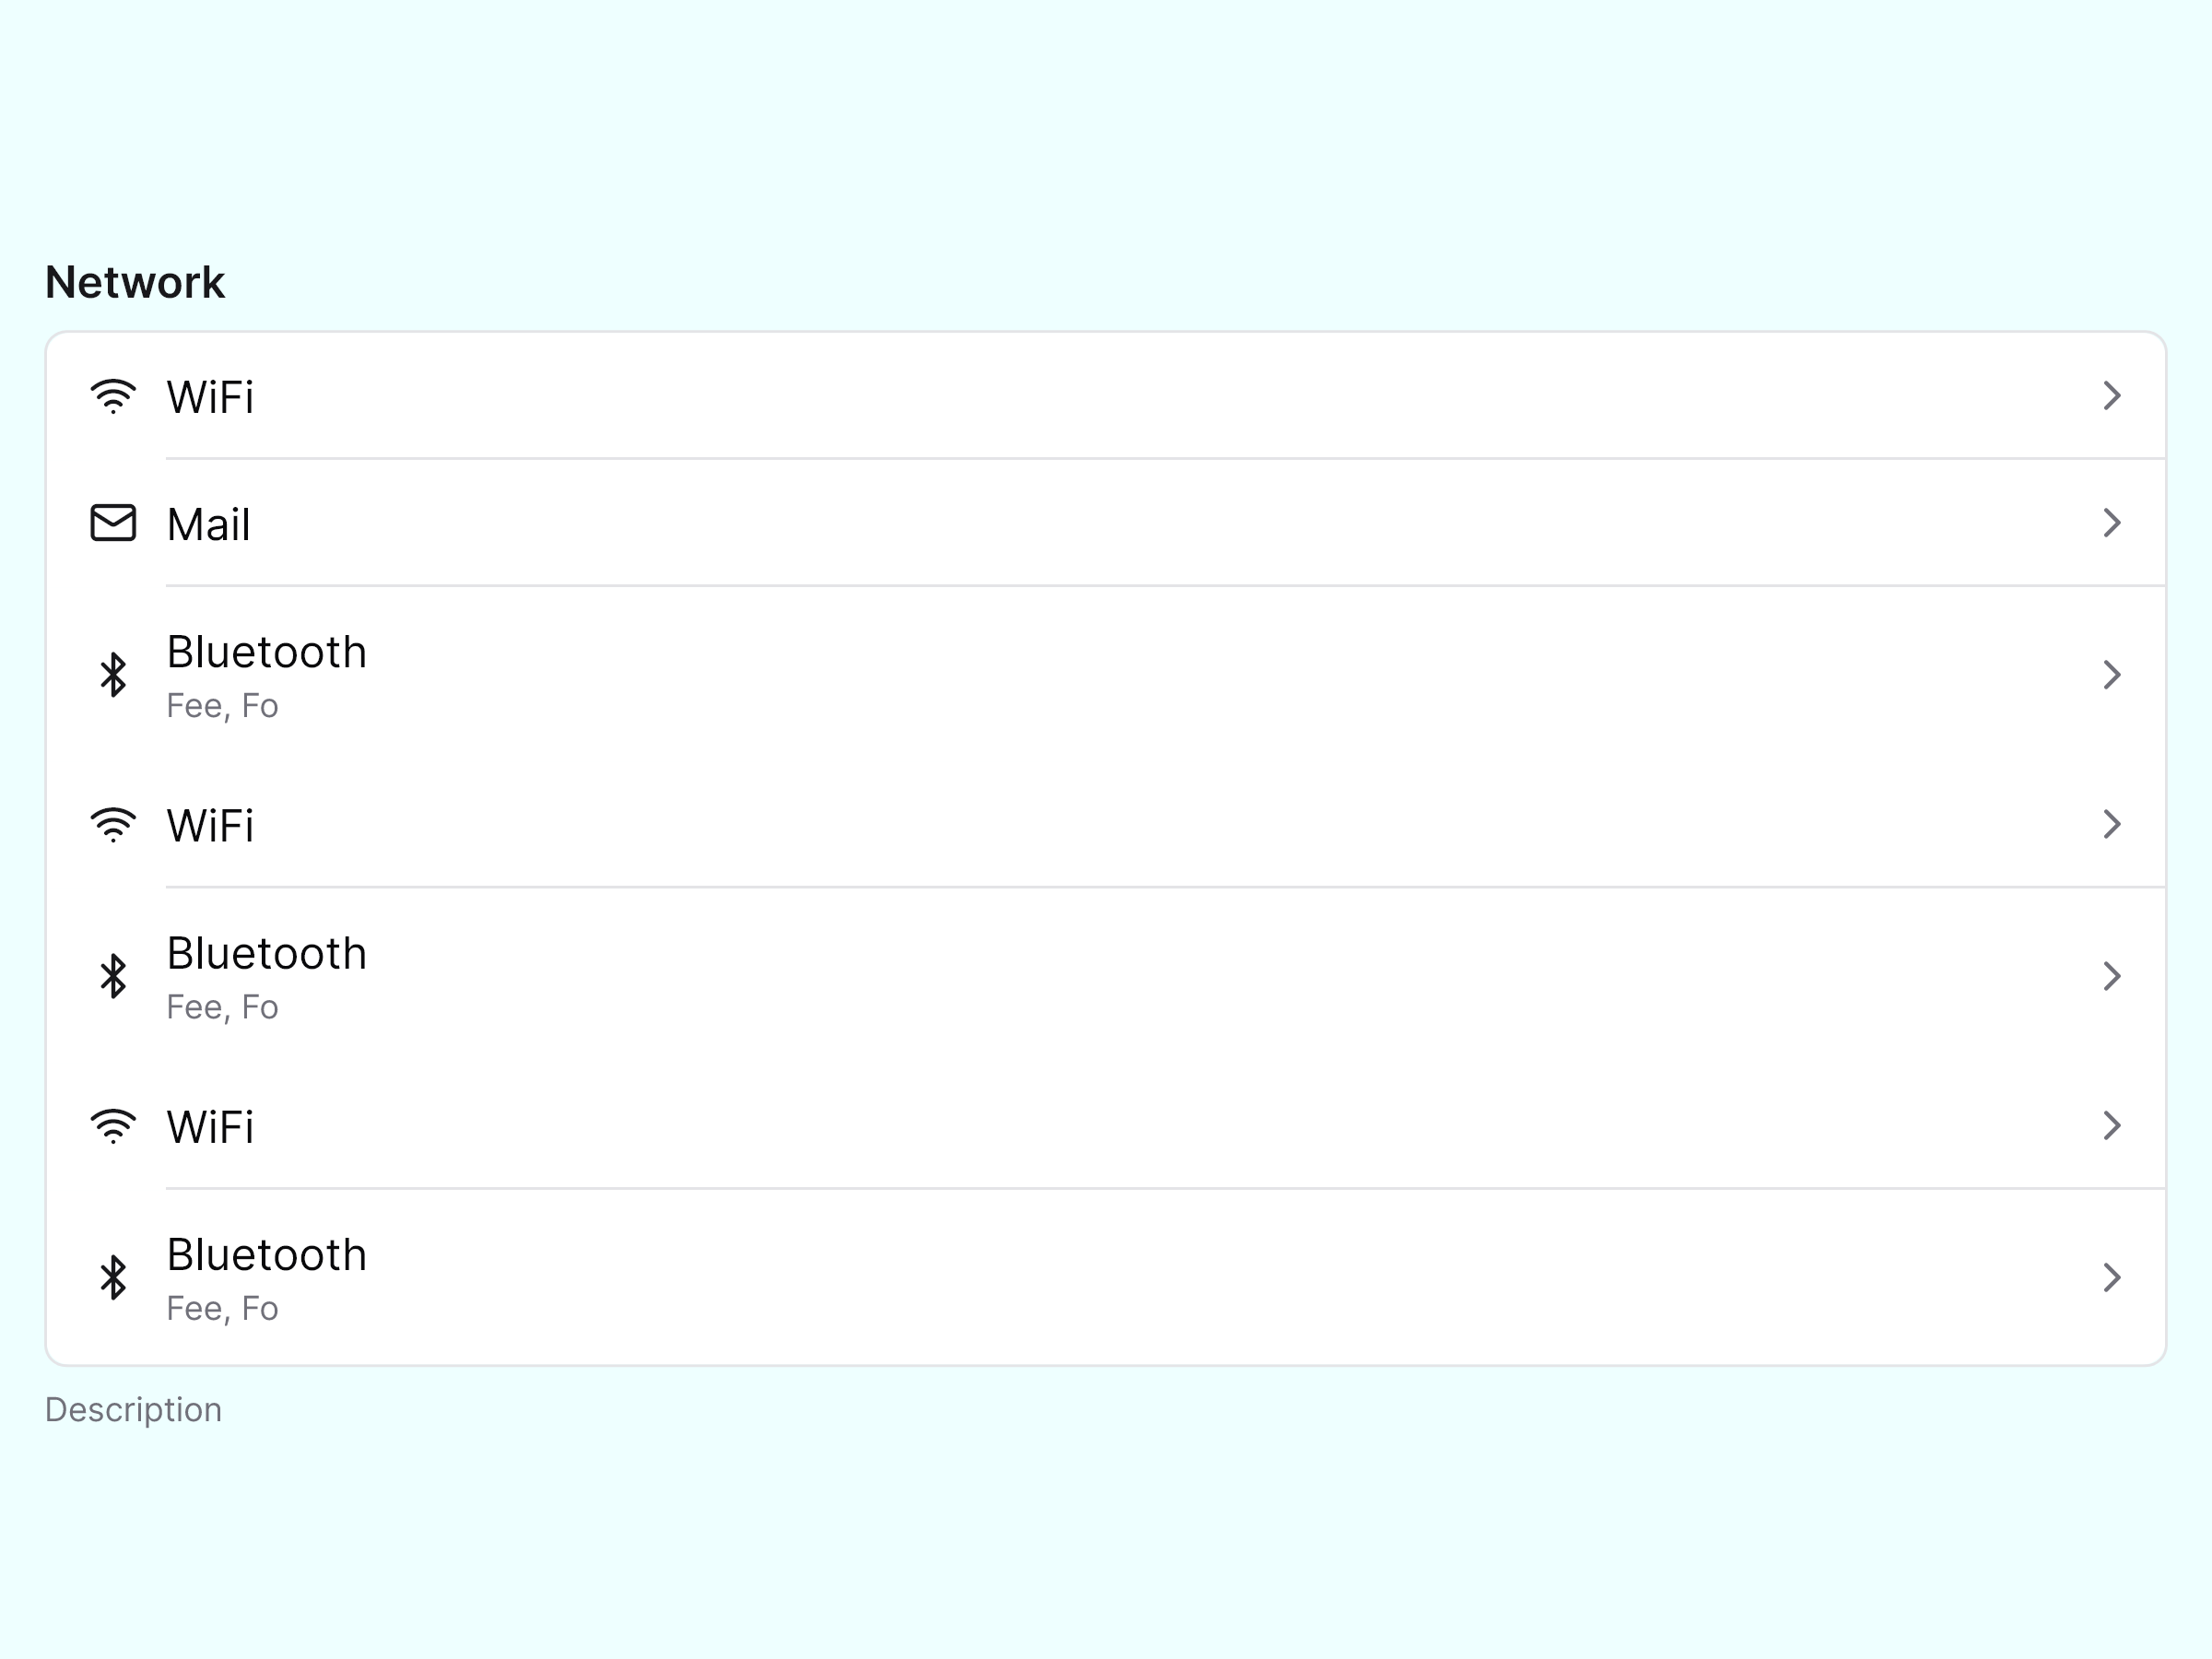 Network
WiFi
Mail
Bluetooth
Fee, Fo
WiFi
Bluetooth
Fee, Fo
WiFi
Bluetooth
Fee, Fo
Description